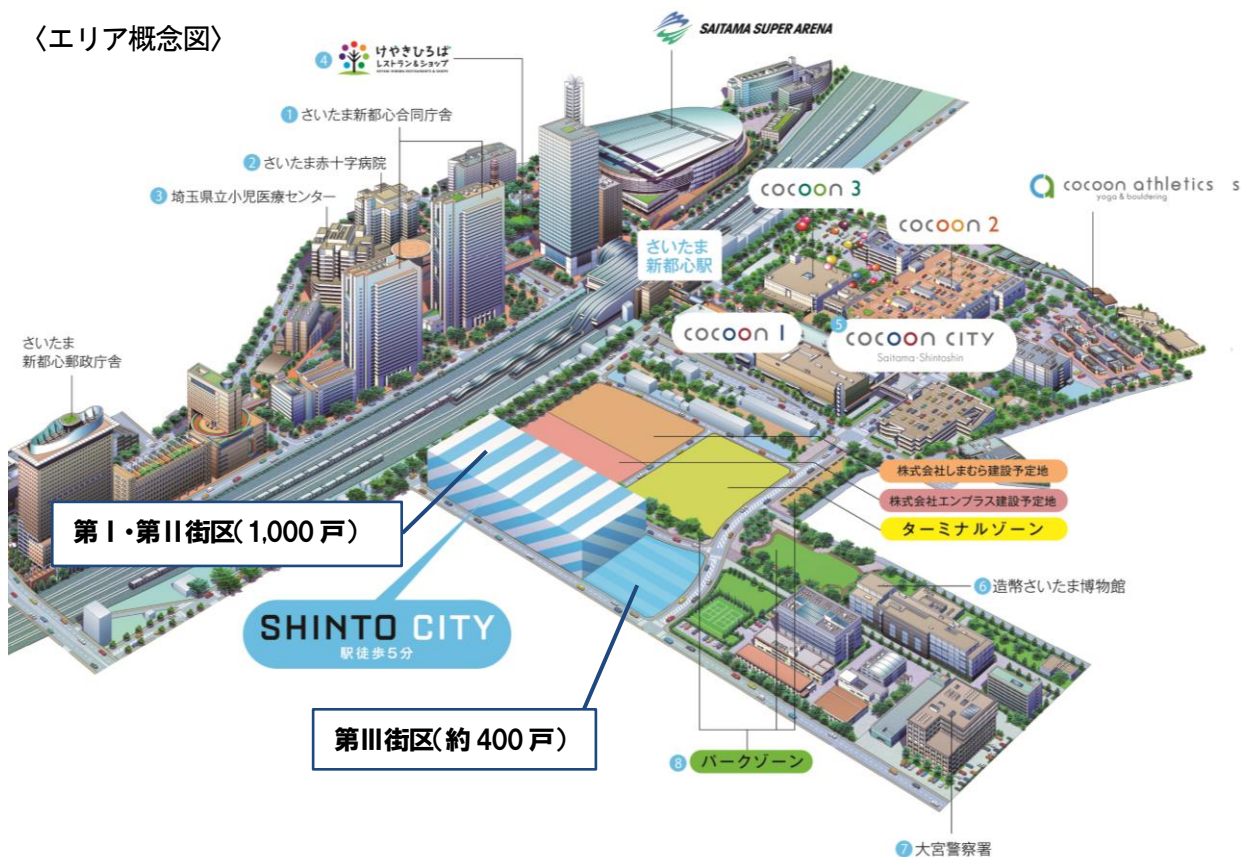 〈エリア概念図〉
SAITAMA SUPER ARENA
4 けやきひろば
レストラン&ショップ
1 さいたま新都心合同庁舎
2 さいたま赤十字病院
3 埼玉県立小児医療センター
cocoon 3
cocoon athletics s
yoga & bouldering
cocoon 2
さいたま
新都心駅
cocoon 1
5 COCOON CITY
Saitama-Shintoshin
さいたま
新都心郵政庁舎
株式会社しまむら建設予定地
株式会社エンプラス建設予定地
ターミナルゾーン
第Ⅰ・第Ⅱ街区(1,000戸)
6 造幣さいたま博物館
SHINTO CITY
駅徒歩5分
第Ⅲ街区(約400戸)
8 パークゾーン
7 大宮警察署